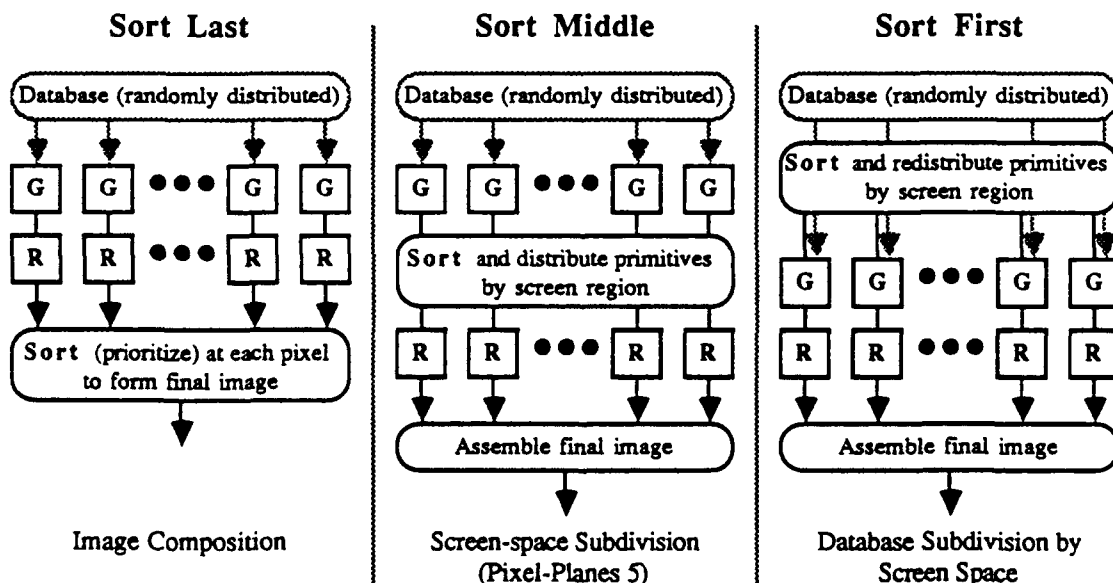 Sort Last
Database (randomly distributed)
G G G G
R R R R
Sort (prioritize) at each pixel
to form final image
Image Composition
Sort Middle
Database (randomly distributed)
G G G G
Sort and distribute primitives
by screen region
R R R R
Assemble final image
Screen-space Subdivision
(Pixel-Planes 5)
Sort First
Database (randomly distributed)
Sort and redistribute primitives
by screen region
G G G G
R R R R
Assemble final image
Database Subdivision by
Screen Space